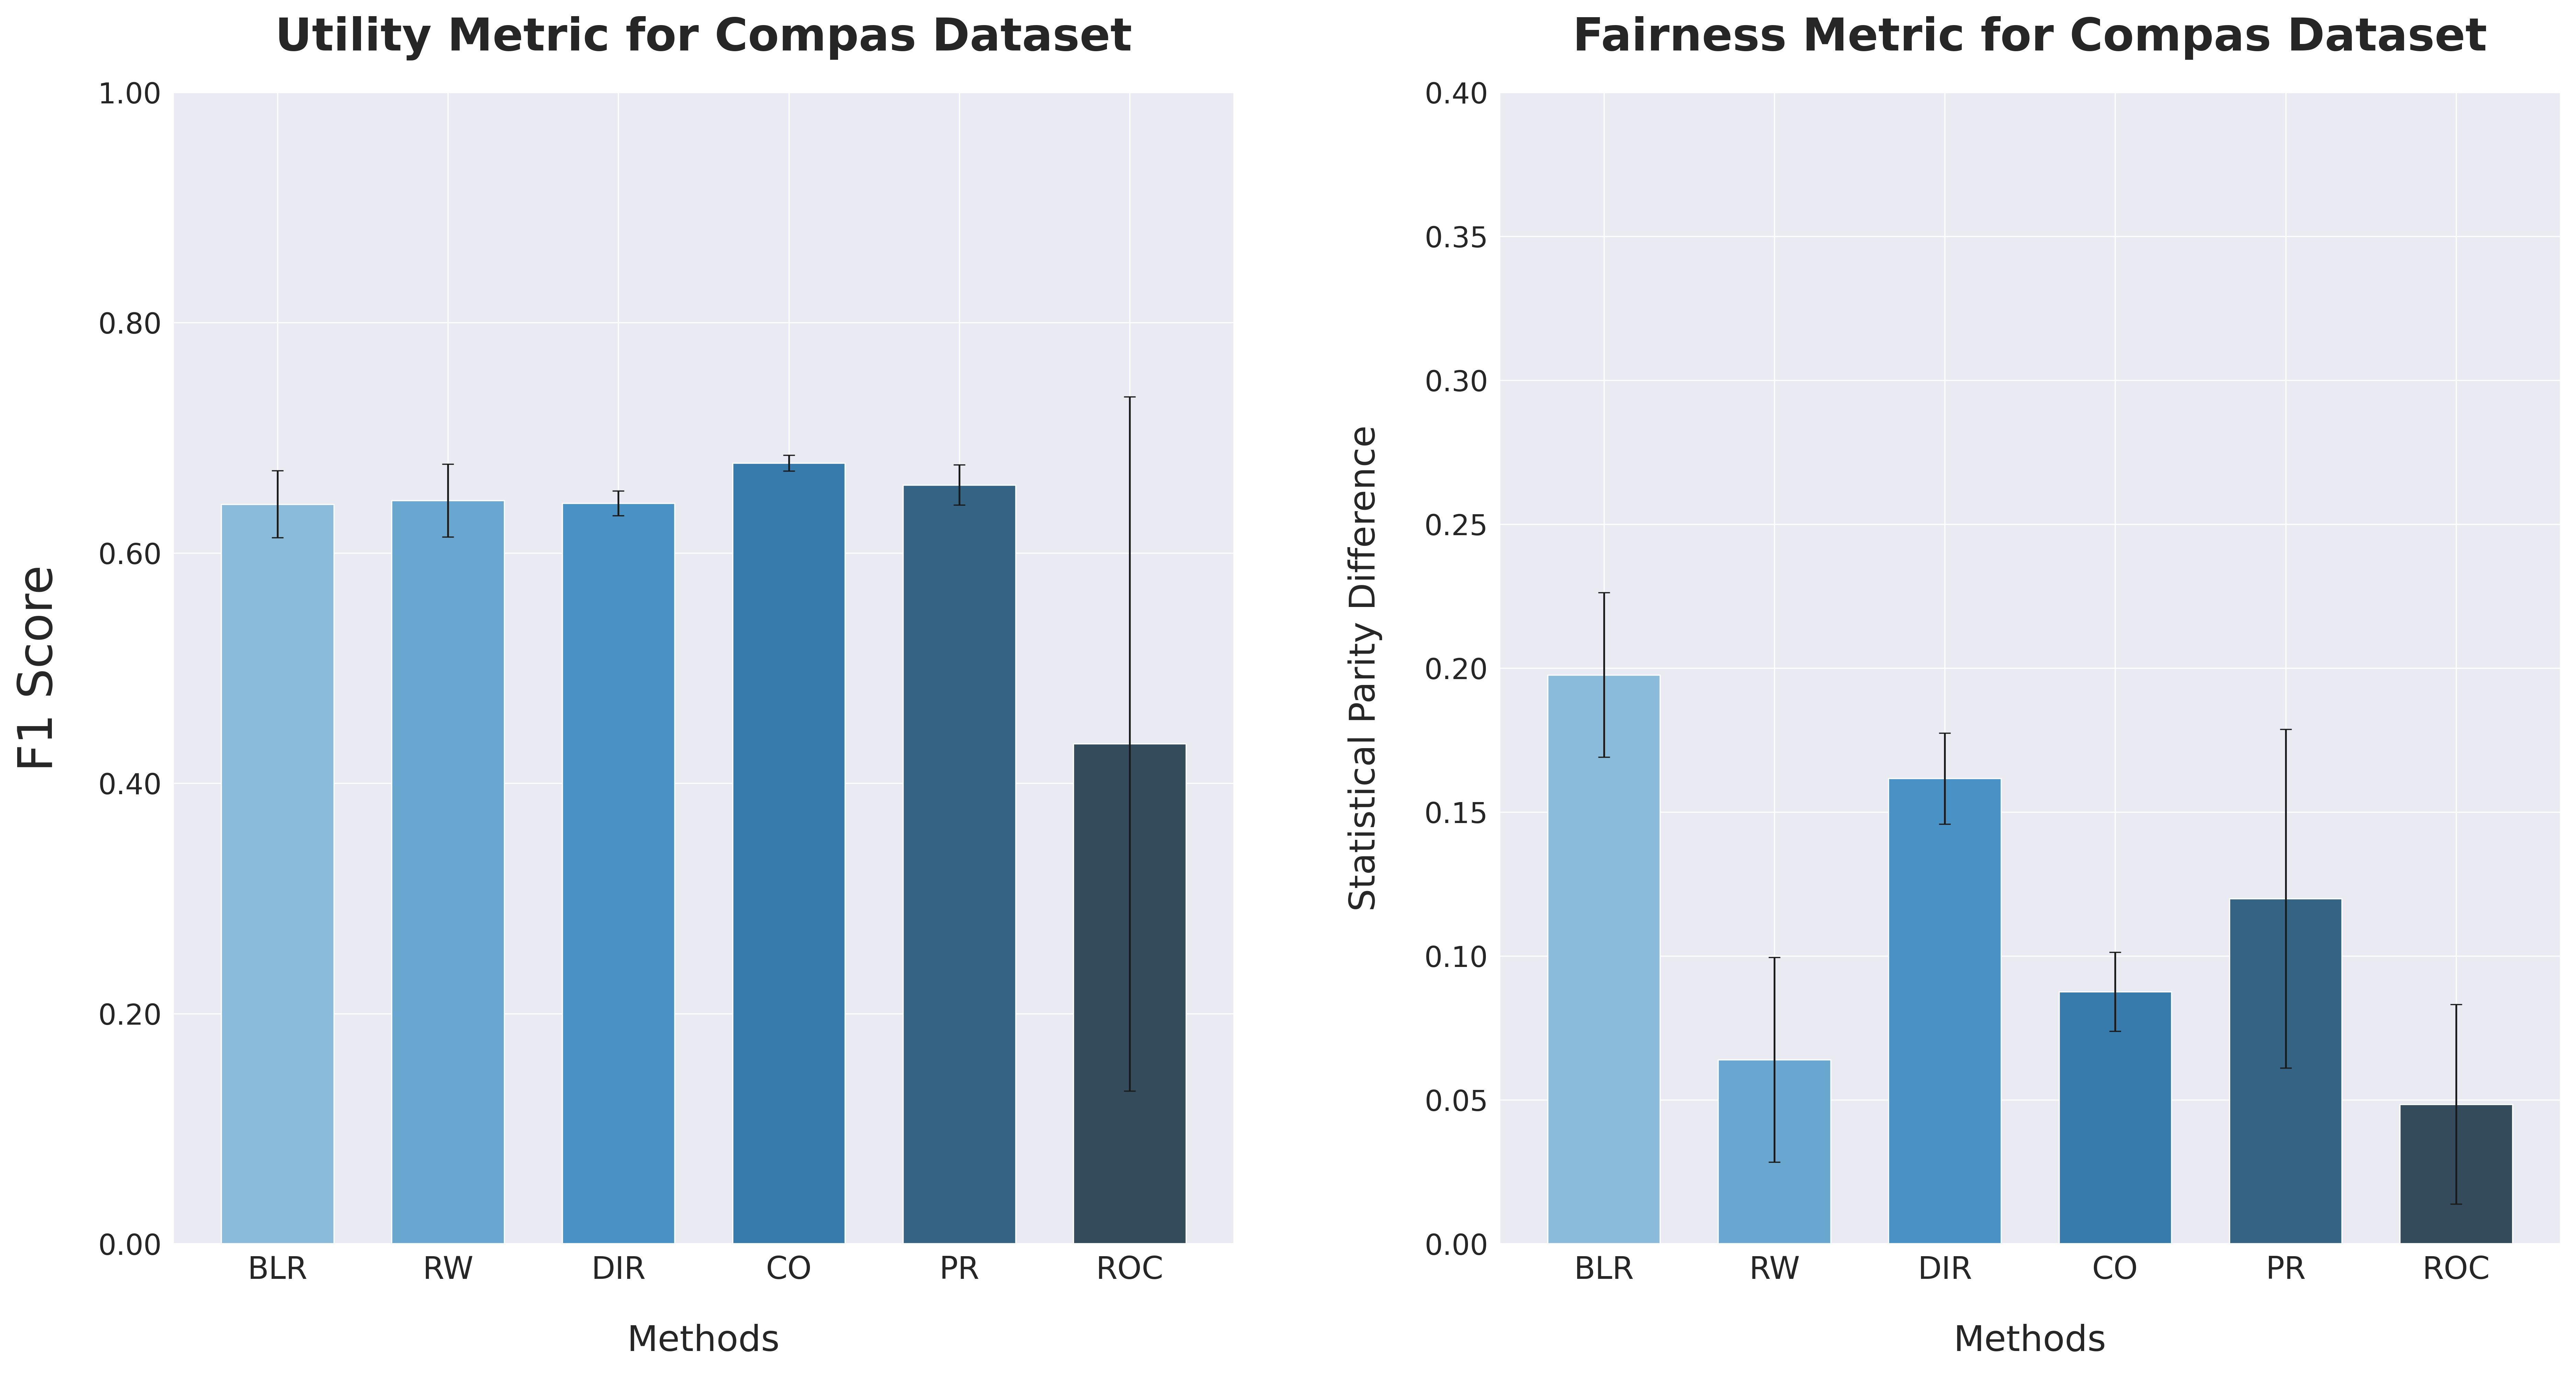 Utility Metric for Compas Dataset
F1 Score
1.00
0.80
0.60
0.40
0.20
0.00
BLR RW DIR CO PR ROC
Methods
Fairness Metric for Compas Dataset
Statistical Parity Difference
0.40
0.35
0.30
0.25
0.20
0.15
0.10
0.05
0.00
BLR RW DIR CO PR ROC
Methods